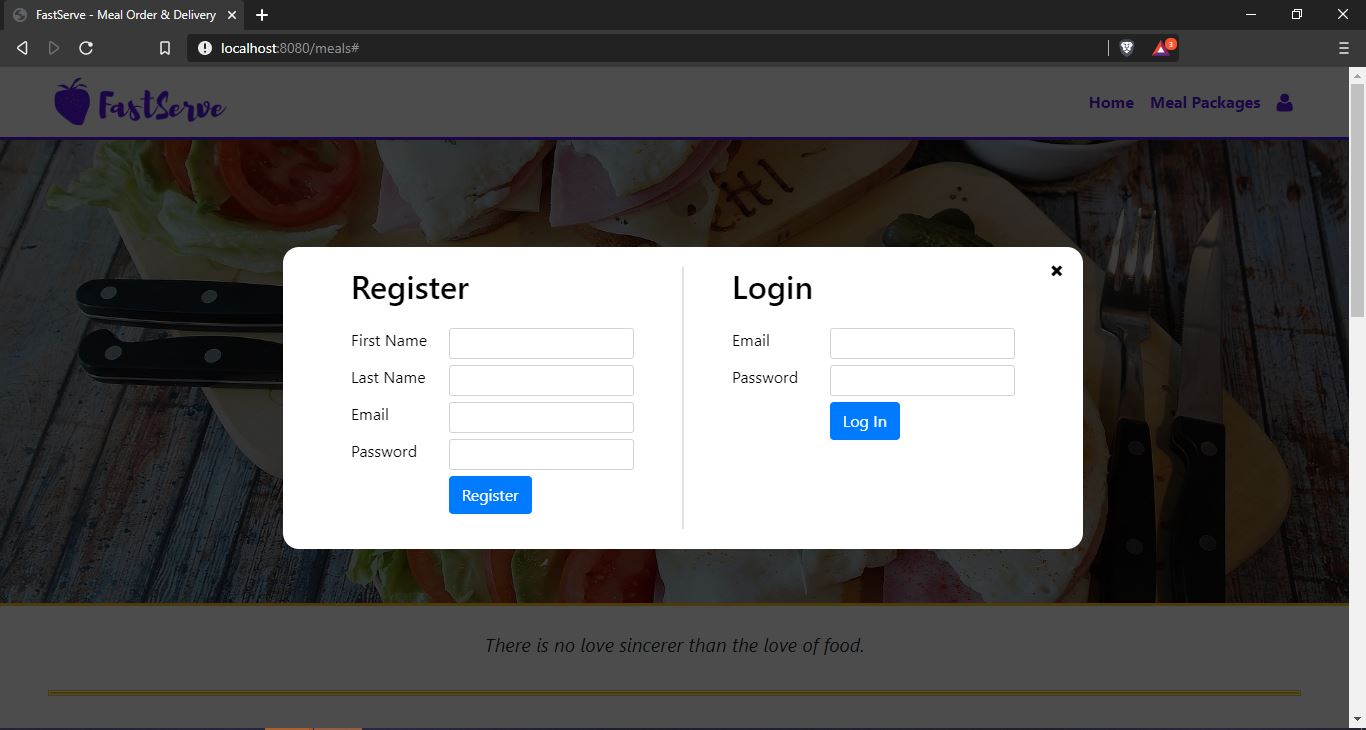 FastServe - Meal Order & Delivery
localhost:8080/meals#
3
FastServe
Home Meal Packages
HI
Register
First Name
Last Name
Email
Password
Register
Login
Email
Password
Log In
There is no love sincerer than the love of food.